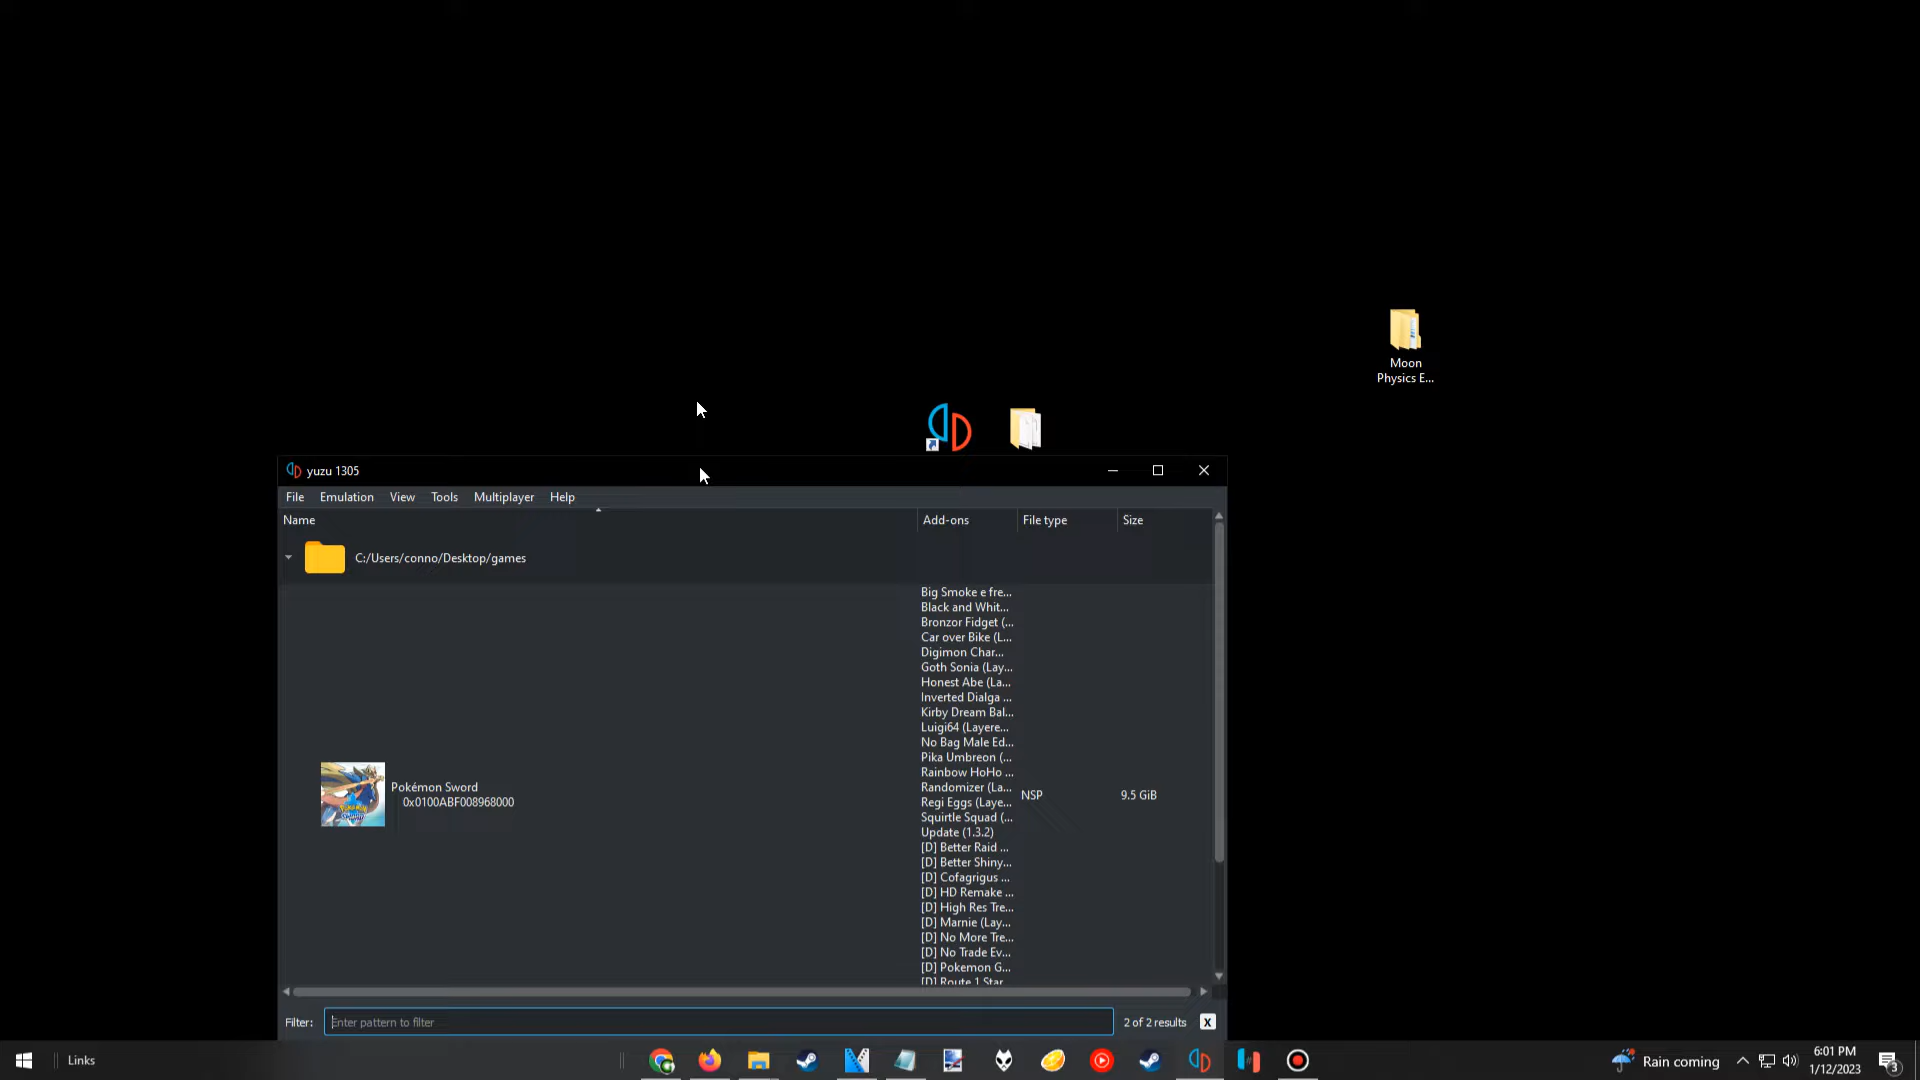 Moon
Physics E...
yuzu 1305
File Emulation View Tools Multiplayer Help
Name Add-ons File type Size
C:/Users/conno/Desktop/games
Big Smoke e fre...
Black and Whit...
Bronzor Fidget (...
Car over Bike (L...
Digimon Char...
Goth Sonia (Lay...
Honest Abe (La...
Inverted Dialga ...
Kirby Dream Bal...
Luigi64 (Layere...
No Bag Male Ed...
Pika Umbreon (...
Rainbow HoHo ...
Randomizer (La...
Regi Eggs (Laye...
Squirtle Squad (...
Update (1.3.2)
[D] Better Raid ...
[D] Better Shiny...
[D] Cofagrigus ...
[D] HD Remake ...
[D] High Res Tre...
[D] Marnie (Lay...
[D] No More Tre...
[D] No Trade Ev...
[D] Pokemon G...
[D] Route 1 Star
Pokémon Sword
0x0100ABF008968000
NSP 9.5 GiB
Filter: Enter pattern to filter 2 of 2 results X
Links
Rain coming
6:01 PM
1/12/2023
3